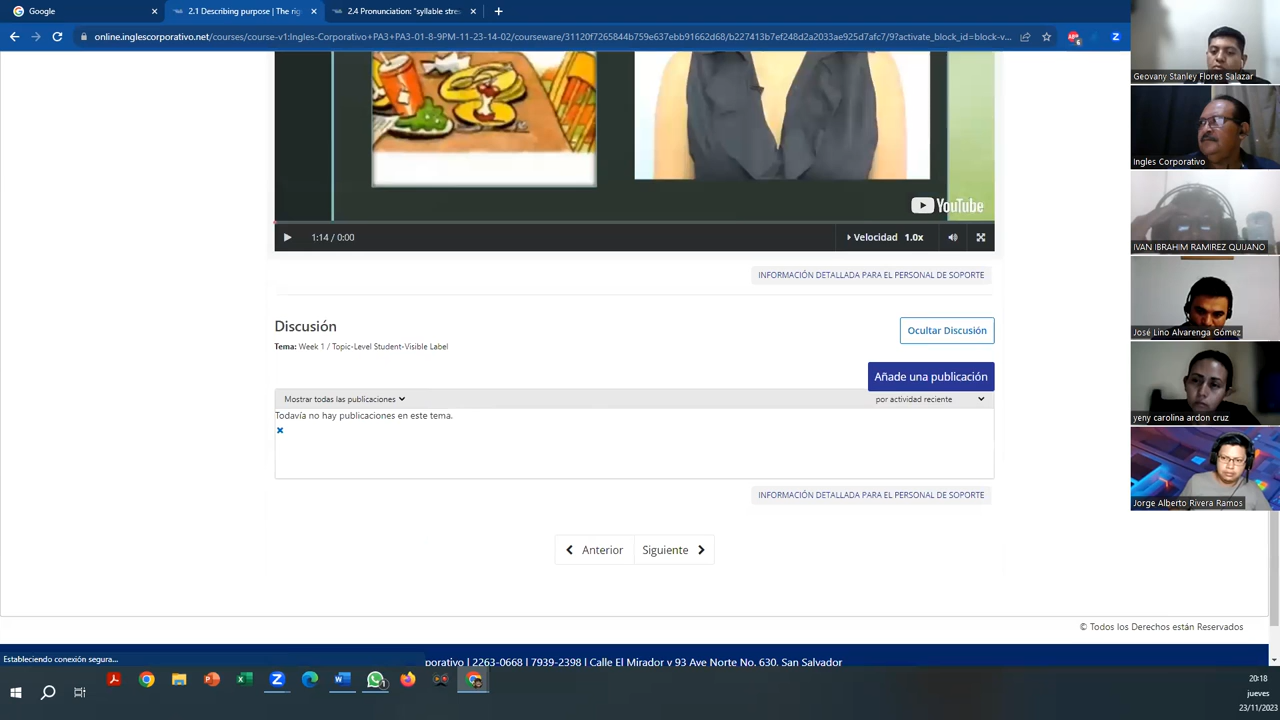 Google
2.1 Describing purpose | The rig
2.4 Pronunciation: "syllable stre
online.inglescorporativo.net/courses/course-v1:Ingles-Corporativo+PA3+PA3-01-8-9PM-11-23-14-02/courseware/31120f7265844b759e637ebb91662d68/b227413b7ef248d2a2033ae925d7afc7/9?activate_block_id=block-v...
YouTube
1:14 / 0:00
Velocidad 1.0x
INFORMACIÓN DETALLADA PARA EL PERSONAL DE SOPORTE
Discusión
Ocultar Discusión
Tema: Week 1 / Topic-Level Student-Visible Label
Añade una publicación
Mostrar todas las publicaciones
por actividad reciente
Todavía no hay publicaciones en este tema.
INFORMACIÓN DETALLADA PARA EL PERSONAL DE SOPORTE
Anterior
Siguiente
© Todos los Derechos están Reservados
Estableciendo conexión segura...
orporativo | 2263-0668 | 7939-2398 | Calle El Mirador y 93 Ave Norte No. 630. San Salvador
Geovany Stanley Flores Salazar
Ingles Corporativo
IVAN IBRAHIM RAMIREZ QUIJANO
José Lino Alvarenga Gómez
yeny carolina ardon cruz
Jorge Alberto Rivera Ramos
20:18
jueves
23/11/2023